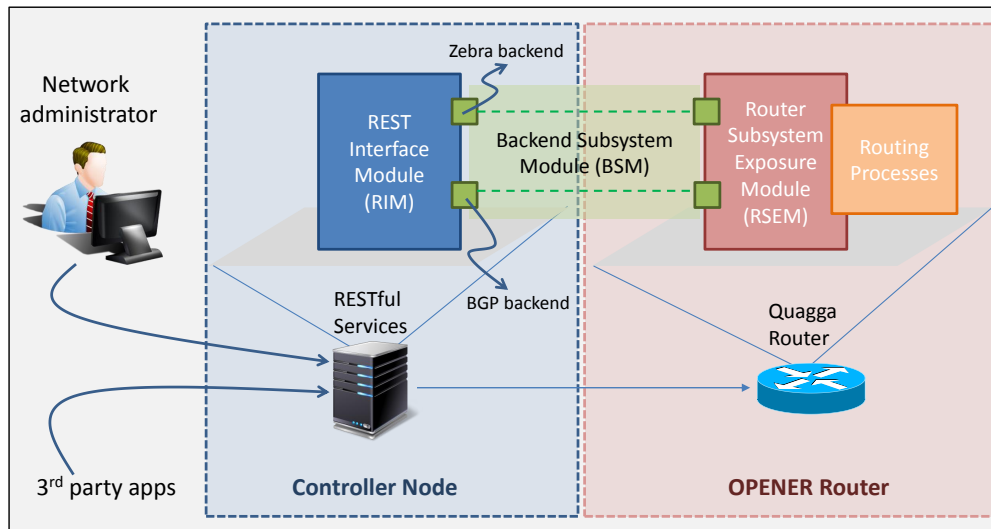 Network
administrator
Zebra backend
REST
Interface
Module
(RIM)
Backend Subsystem
Module (BSM)
Router
Subsystem
Exposure
Module
(RSEM)
Routing
Processes
RESTful
Services
BGP backend
Quagga
Router
3rd party apps
Controller Node
OPENER Router